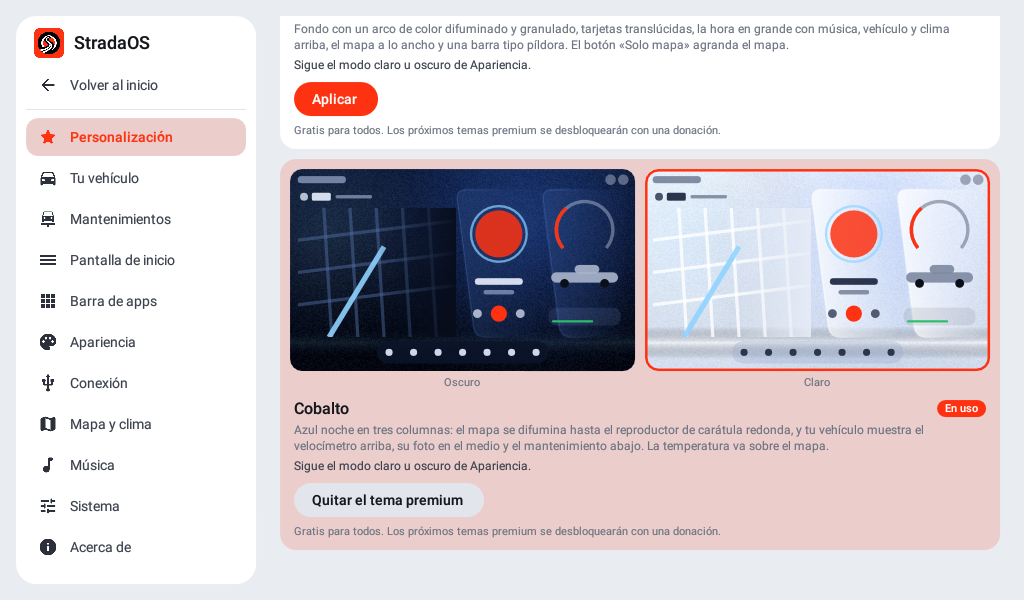 StradaOS
Volver al inicio
Personalización
Tu vehículo
Mantenimientos
Pantalla de inicio
Barra de apps
Apariencia
Conexión
Mapa y clima
Música
Sistema
Acerca de
Fondo con un arco de color difuminado y granulado, tarjetas translúcidas, la hora en grande con música, vehículo y clima
arriba, el mapa a lo ancho y una barra tipo píldora. El botón «Solo mapa» agranda el mapa.
Sigue el modo claro u oscuro de Apariencia.
Aplicar
Gratis para todos. Los próximos temas premium se desbloquearán con una donación.
Oscuro
Claro
Cobalto
En uso
Azul noche en tres columnas: el mapa se difumina hasta el reproductor de carátula redonda, y tu vehículo muestra el
velocímetro arriba, su foto en el medio y el mantenimiento abajo. La temperatura va sobre el mapa.
Sigue el modo claro u oscuro de Apariencia.
Quitar el tema premium
Gratis para todos. Los próximos temas premium se desbloquearán con una donación.